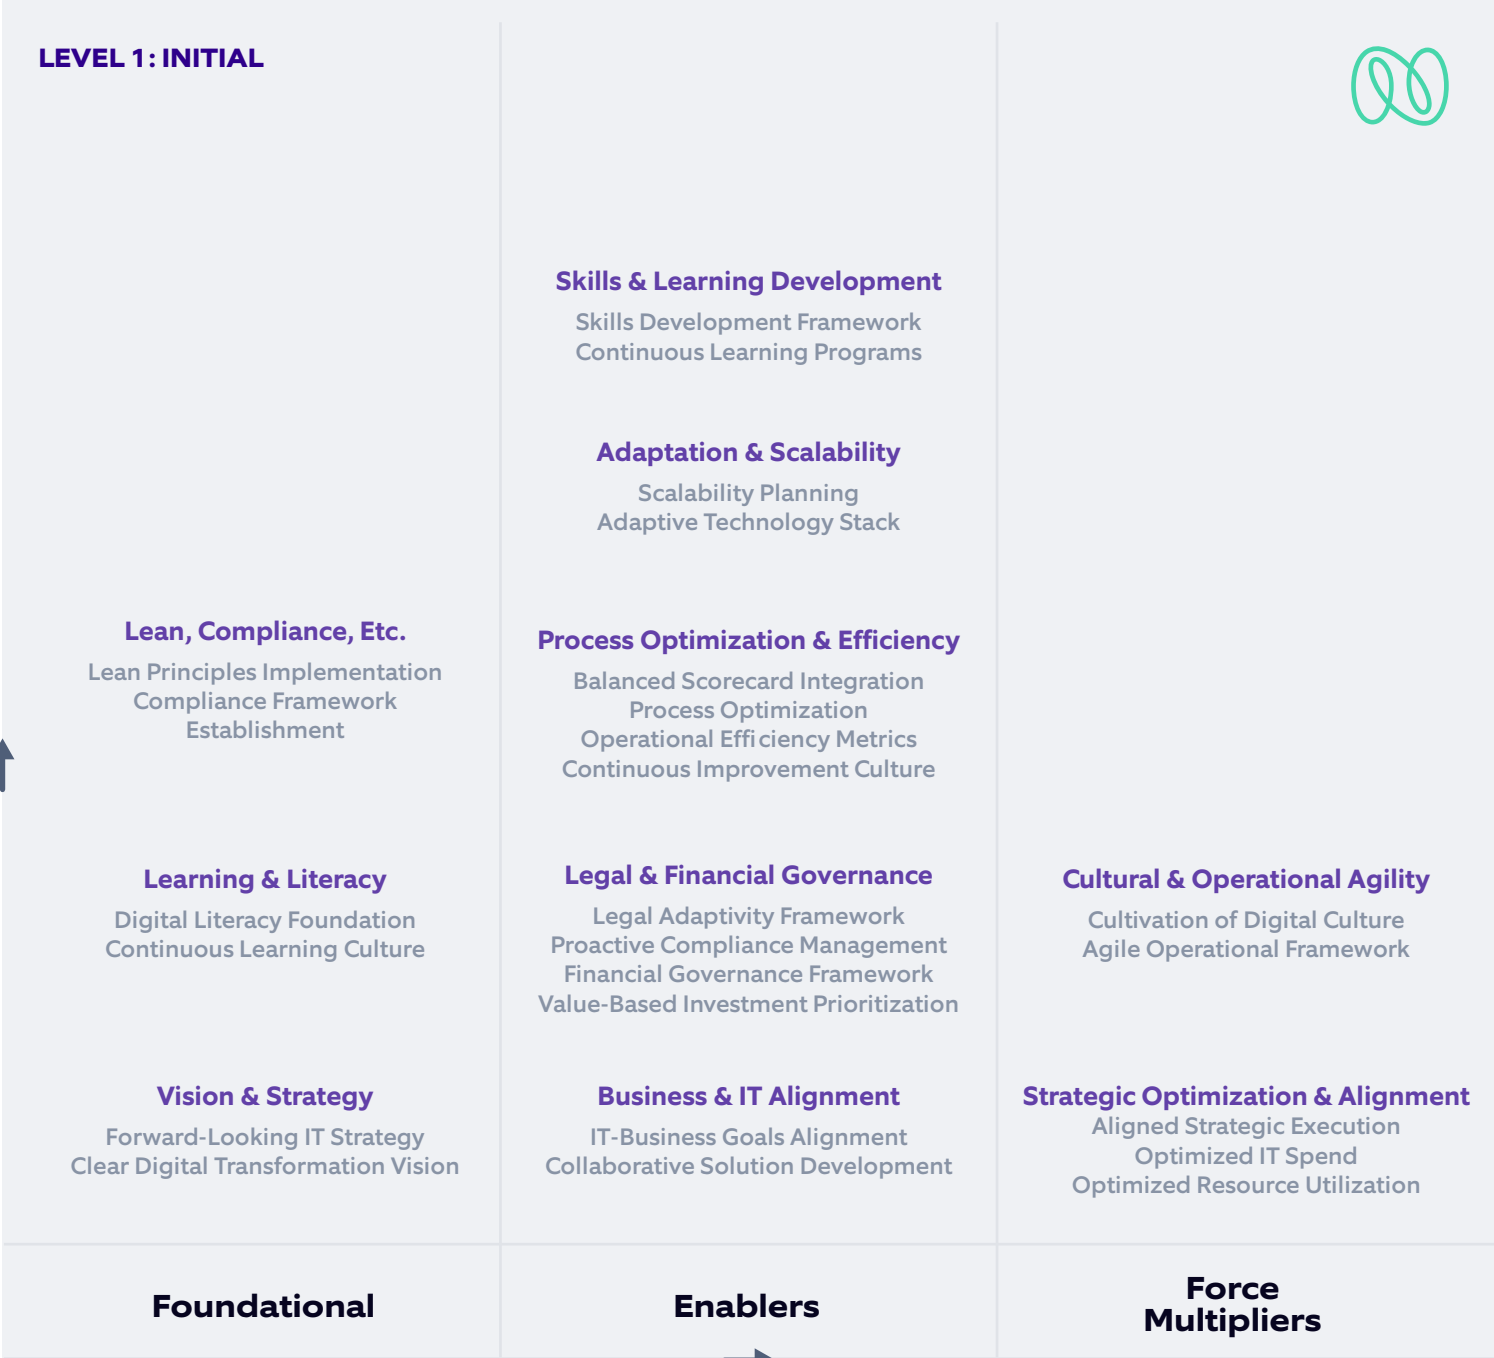 LEVEL 1: INITIAL
Lean, Compliance, Etc.
Lean Principles Implementation
Compliance Framework
Establishment
Learning & Literacy
Digital Literacy Foundation
Continuous Learning Culture
Vision & Strategy
Forward-Looking IT Strategy
Clear Digital Transformation Vision
Foundational
Skills & Learning Development
Skills Development Framework
Continuous Learning Programs
Adaptation & Scalability
Scalability Planning
Adaptive Technology Stack
Process Optimization & Efficiency
Balanced Scorecard Integration
Process Optimization
Operational Efficiency Metrics
Continuous Improvement Culture
Legal & Financial Governance
Legal Adaptivity Framework
Proactive Compliance Management
Financial Governance Framework
Value-Based Investment Prioritization
Business & IT Alignment
IT-Business Goals Alignment
Collaborative Solution Development
Enablers
Cultural & Operational Agility
Cultivation of Digital Culture
Agile Operational Framework
Strategic Optimization & Alignment
Aligned Strategic Execution
Optimized IT Spend
Optimized Resource Utilization
Force
Multipliers